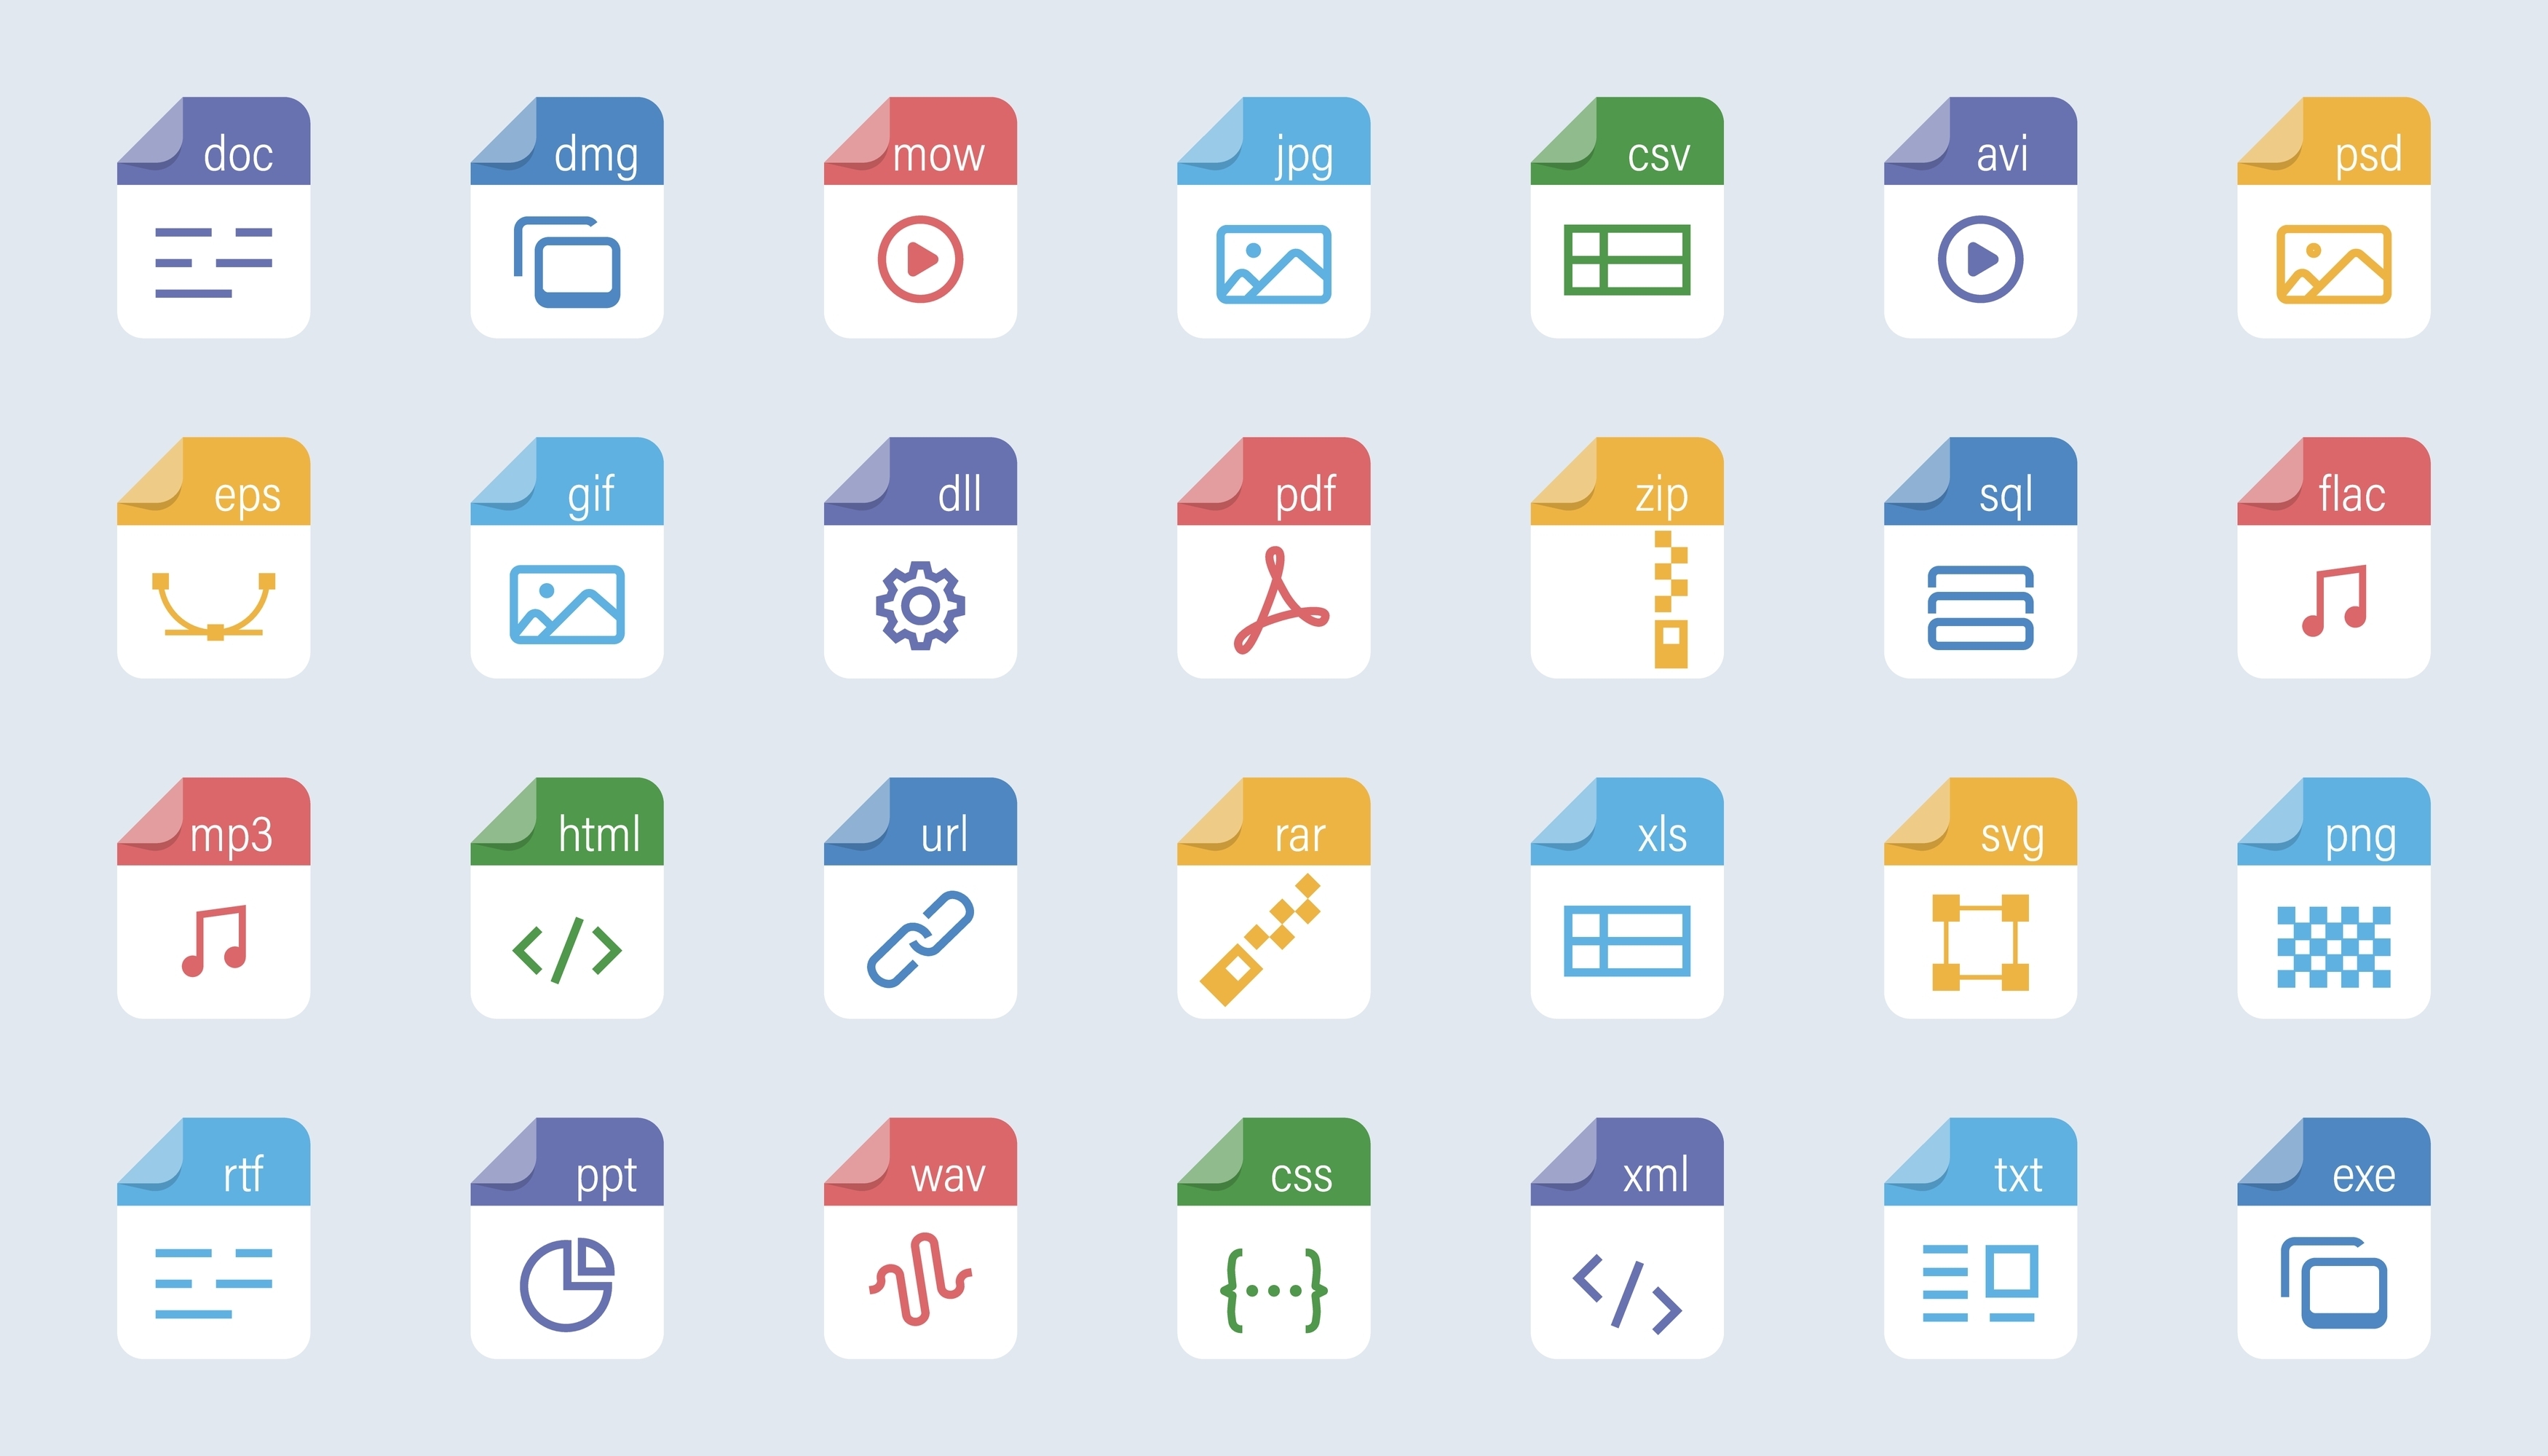 doc
dmg
mow
jpg
csv
avi
psd
eps
gif
dll
pdf
zip
sql
flac
mp3
html
url
rar
xls
svg
png
rtf
ppt
wav
css
xml
txt
exe